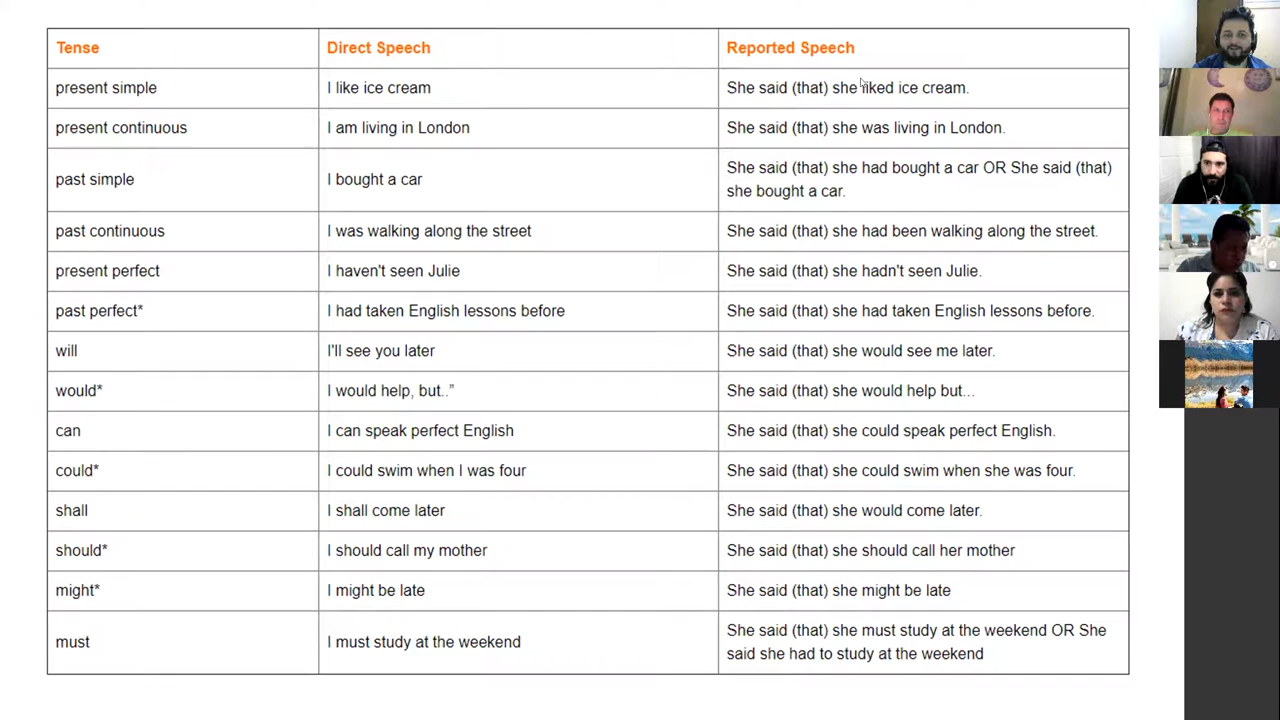 Tense Direct Speech Reported Speech
present simple I like ice cream She said (that) she liked ice cream.
present continuous I am living in London She said (that) she was living in London.
past simple I bought a car She said (that) she had bought a car OR She said (that)
she bought a car.
past continuous I was walking along the street She said (that) she had been walking along the street.
present perfect I haven't seen Julie She said (that) she hadn't seen Julie.
past perfect* I had taken English lessons before She said (that) she had taken English lessons before.
will I'll see you later She said (that) she would see me later.
would* I would help, but..” She said (that) she would help but...
can I can speak perfect English She said (that) she could speak perfect English.
could* I could swim when I was four She said (that) she could swim when she was four.
shall I shall come later She said (that) she would come later.
should* I should call my mother She said (that) she should call her mother
might* I might be late She said (that) she might be late
must I must study at the weekend She said (that) she must study at the weekend OR She
said she had to study at the weekend